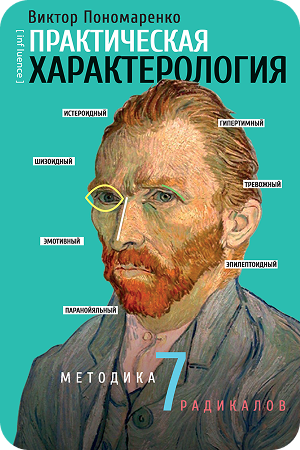 Виктор Пономаренко
[influence]
ПРАКТИЧЕСКАЯ
ХАРАКТЕРОЛОГИЯ
ИСТЕРОИДНЫЙ
ГИПЕРТИМНЫЙ
ШИЗОИДНЫЙ
ТРЕВОЖНЫЙ
ЭМОТИВНЫЙ
ЭПИЛЕПТОИДНЫЙ
ПАРАНОЙЯЛЬНЫЙ
МЕТОДИКА
7
РАДИКАЛОВ